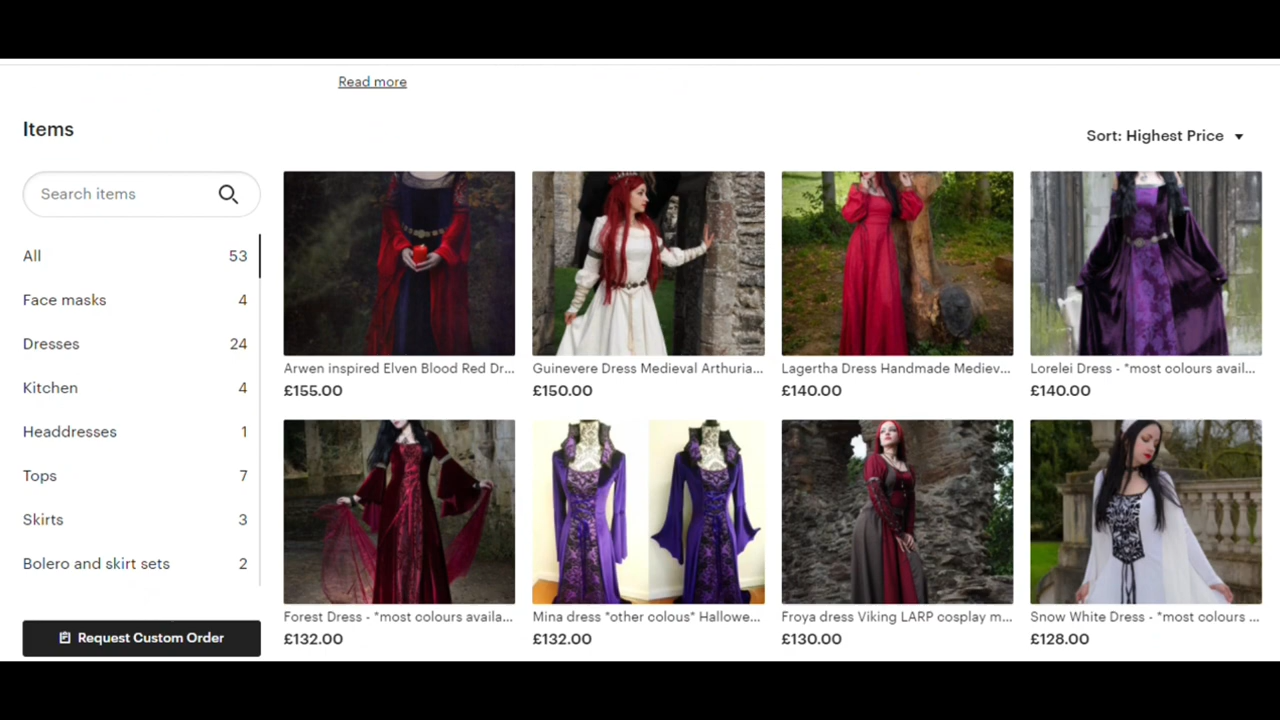 Read more
Items
Sort: Highest Price
Search items
All 53
Face masks 4
Dresses 24
Kitchen 4
Headdresses 1
Tops 7
Skirts 3
Bolero and skirt sets 2
Request Custom Order
Arwen inspired Elven Blood Red Dr...
£155.00
Guinevere Dress Medieval Arthuria...
£150.00
Lagertha Dress Handmade Mediev...
£140.00
Lorelei Dress - *most colours avail...
£140.00
Forest Dress - *most colours availa...
£132.00
Mina dress *other colous* Hallowe...
£132.00
Froya dress Viking LARP cosplay m...
£130.00
Snow White Dress - *most colours ...
£128.00